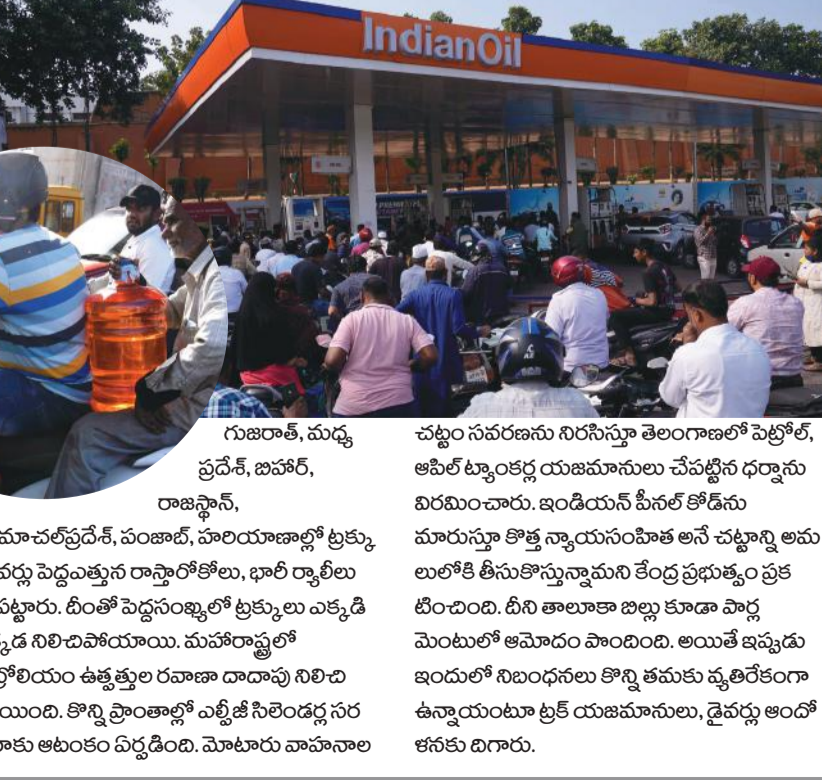 IndianOil
గుజరాత్, మధ్య
ప్రదేశ్, బిహార్,
రాజస్థాన్,
మాచల్‌ప్రదేశ్, పంజాబ్, హరియాణాల్లో ట్రక్కు
వర్లు పెద్దఎత్తున రాస్తారోకోలు, భారీ ర్యాలీలు
పట్టారు. దీంతో పెద్దసంఖ్యలో ట్రక్కులు ఎక్కడి
క్కడ నిలిచిపోయాయి. మహారాష్ట్రలో
ట్రోలియం ఉత్పత్తుల రవాణా దాదాపు నిలిచి
యింది. కొన్ని ప్రాంతాల్లో ఎల్పీజీ సిలెండర్ల సర
రాకు ఆటంకం ఏర్పడింది. మోటారు వాహనాల
చట్టం సవరణను నిరసిస్తూ తెలంగాణలో పెట్రోల్,
ఆపిల్ ట్యాంకర్ల యజమానులు చేపట్టిన ధర్నాను
విరమించారు. ఇండియన్ పీనల్ కోడ్‌ను
మారుస్తూ కొత్త న్యాయసంహిత అనే చట్టాన్ని అమ
లులోకి తీసుకొస్తున్నామని కేంద్ర ప్రభుత్వం ప్రక
టించింది. దీని తాలూకా బిల్లు కూడా పార్ల
మెంటులో ఆమోదం పొందింది. అయితే ఇప్పుడు
ఇందులో నిబంధనలు కొన్ని తమకు వ్యతిరేకంగా
ఉన్నాయంటూ ట్రక్ యజమానులు, డ్రైవర్లు ఆందో
ళనకు దిగారు.